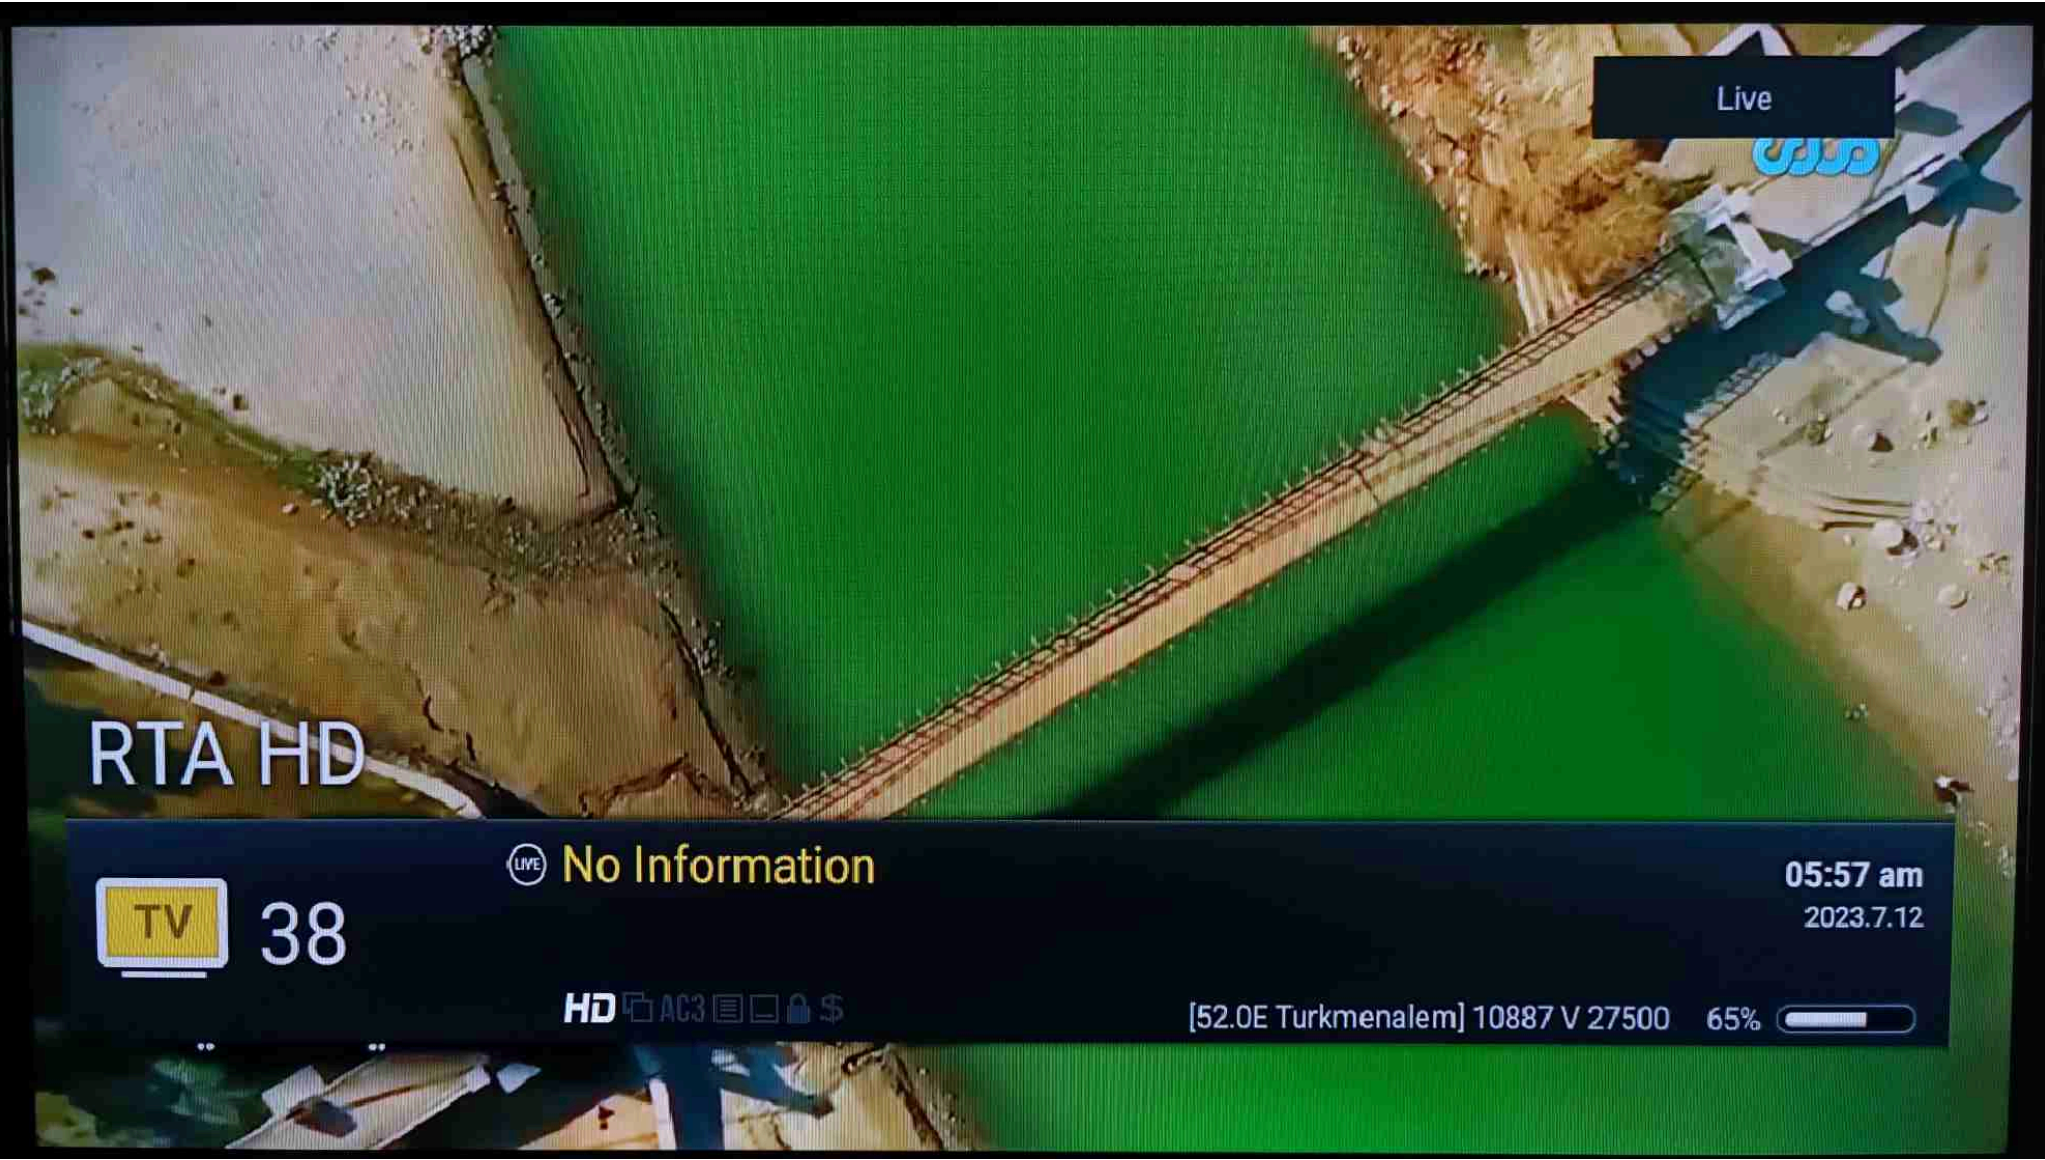 Live
RTA HD
LIVE No Information
05:57 am
TV 38
2023.7.12
HD AC3 $
[52.0E Turkmenalem] 10887 V 27500 65%